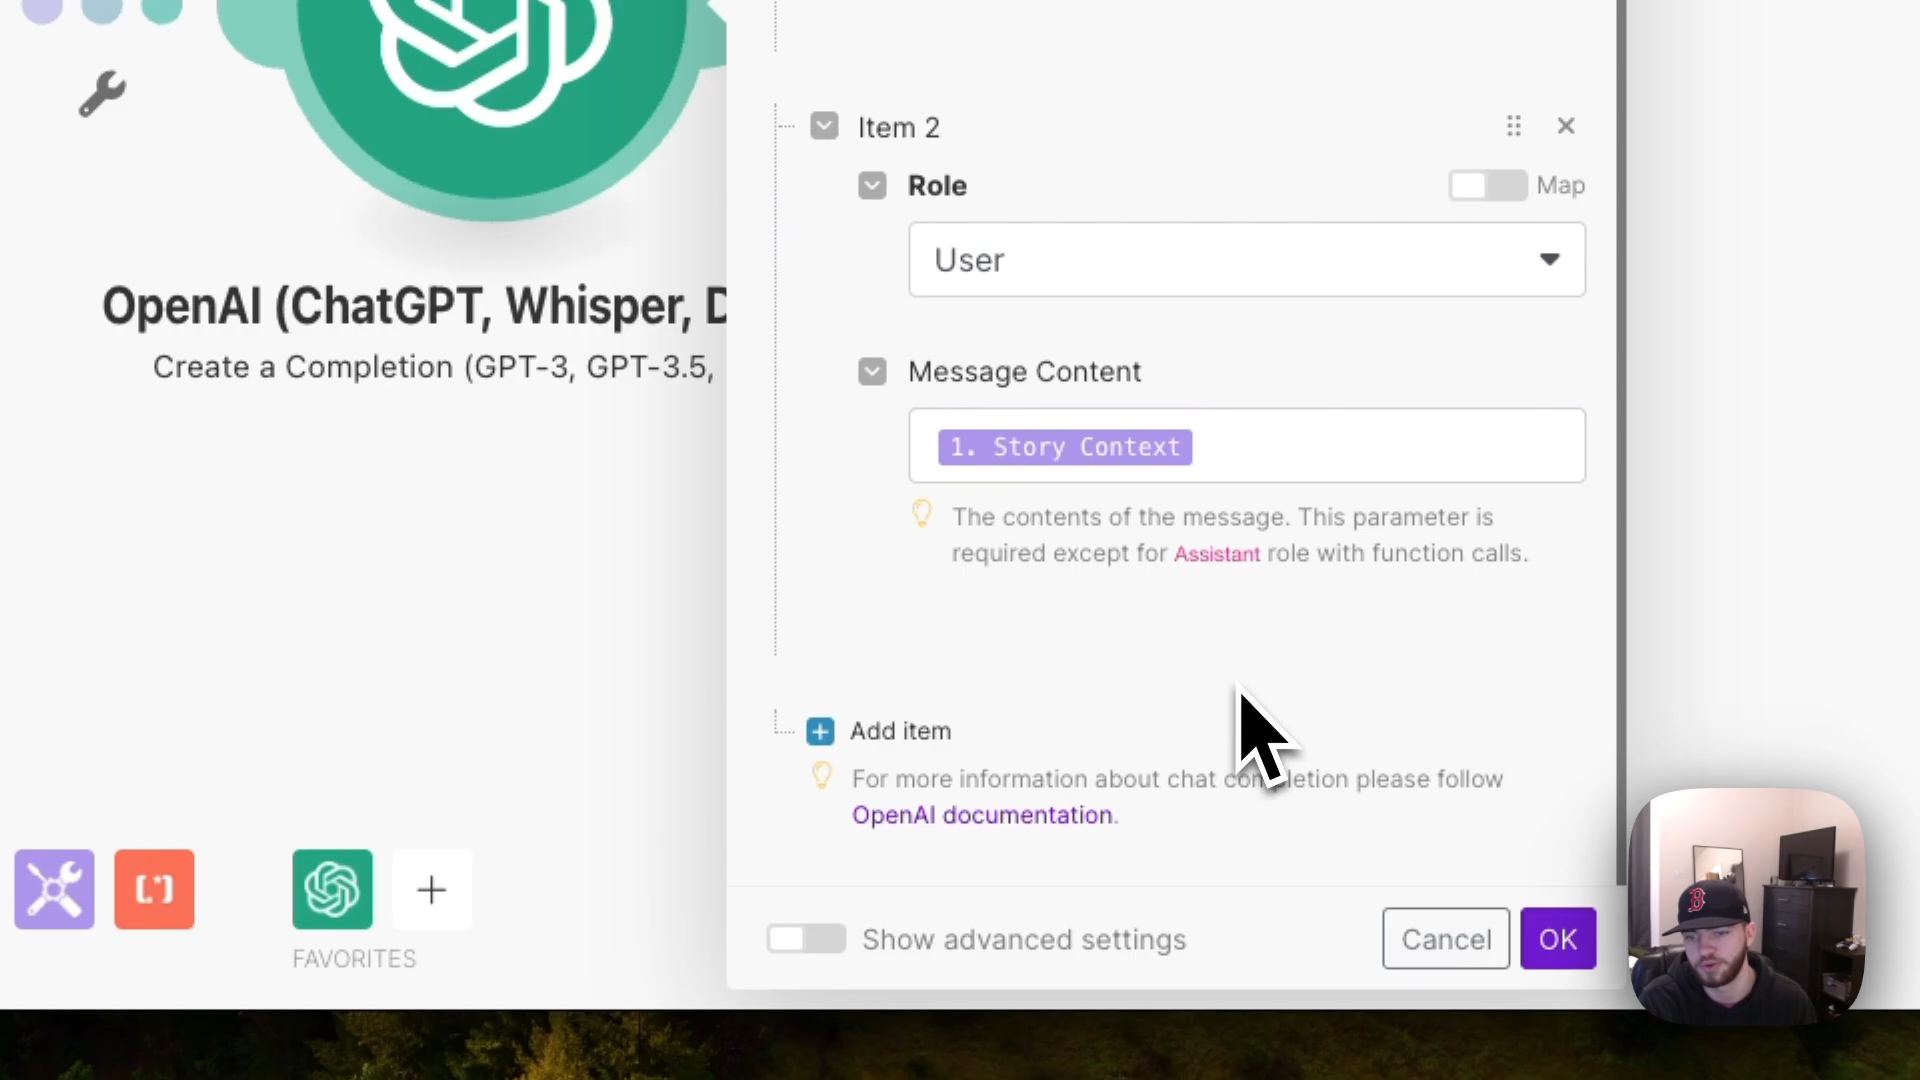 Item 2
Role
Map
User
OpenAI (ChatGPT, Whisper, D
Create a Completion (GPT-3, GPT-3.5,
Message Content
1. Story Context
The contents of the message. This parameter is
required except for Assistant role with function calls.
Add item
For more information about chat com letion please follow
OpenAI documentation.
FAVORITES
Show advanced settings
Cancel
OK